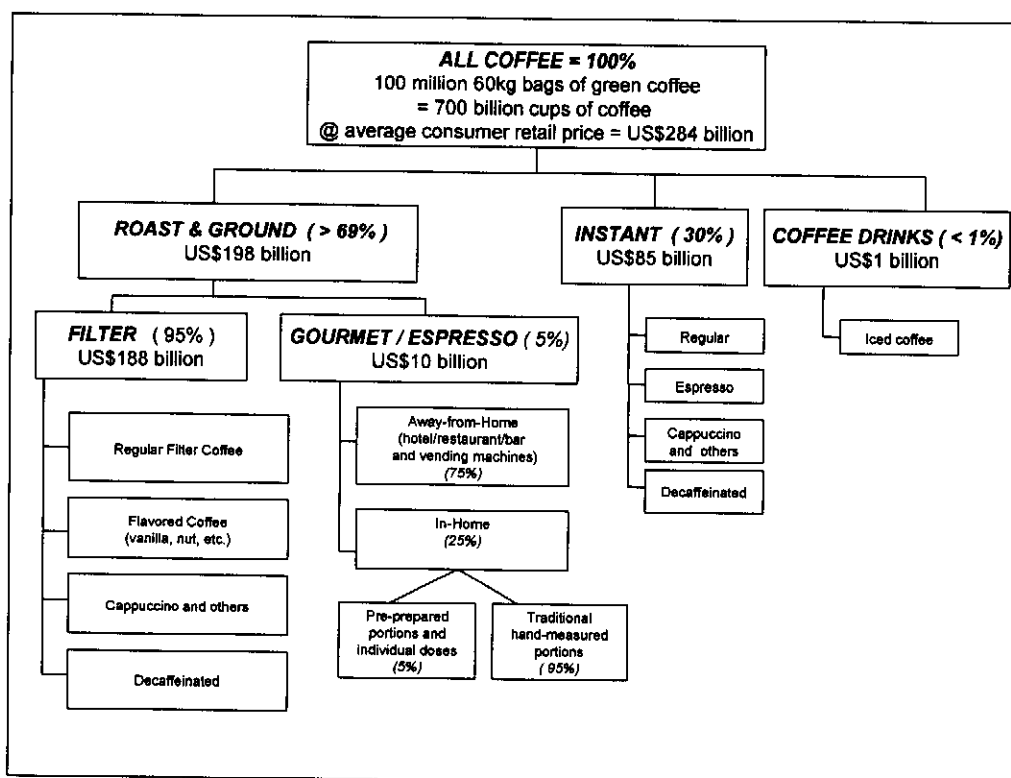 ALL COFFEE = 100%
100 million 60kg bags of green coffee
= 700 billion cups of coffee
@ average consumer retail price = US$284 billion
ROAST & GROUND ( > 69% )
US$198 billion
INSTANT ( 30% )
US$85 billion
COFFEE DRINKS ( < 1%)
US$1 billion
FILTER ( 95% )
US$188 billion
GOURMET / ESPRESSO ( 5%)
US$10 billion
Regular
Iced coffee
Espresso
Cappuccino
and others
Decaffeinated
Regular Filter Coffee
Flavored Coffee
(vanilla, nut, etc.)
Cappuccino and others
Decaffeinated
Away-from-Home
(hotel/restaurant/bar
and vending machines)
(75%)
In-Home
(25%)
Pre-prepared
portions and
individual doses
(5%)
Traditional
hand-measured
portions
( 95%)